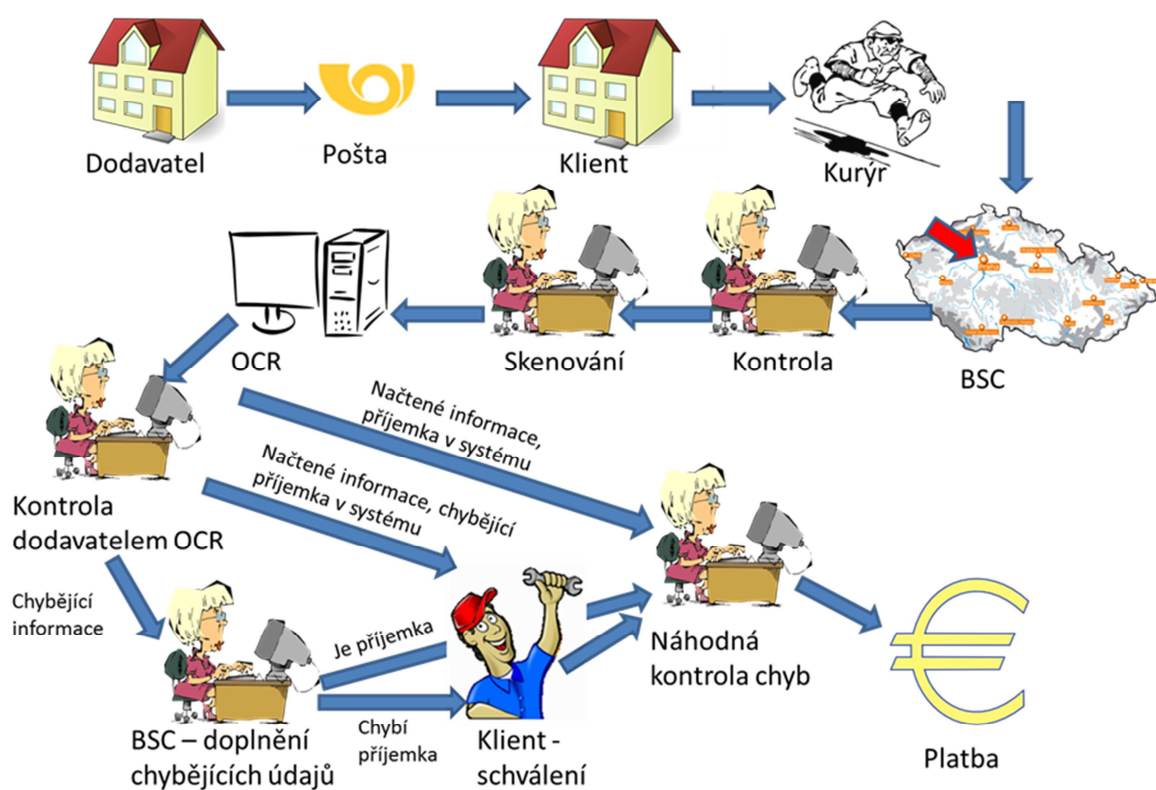 Dodavatel
Pošta
Klient
Kurýr
OCR
Skenování
Kontrola
BSC
Načtené informace,
příjemka v systému
Načtené informace, chybějící
příjemka v systému
Kontrola
dodavatelem OCR
Chybějící
informace
Je příjemka
Chybí
příjemka
BSC – doplnění
chybějících údajů
Klient -
schválení
Náhodná
kontrola chyb
Platba